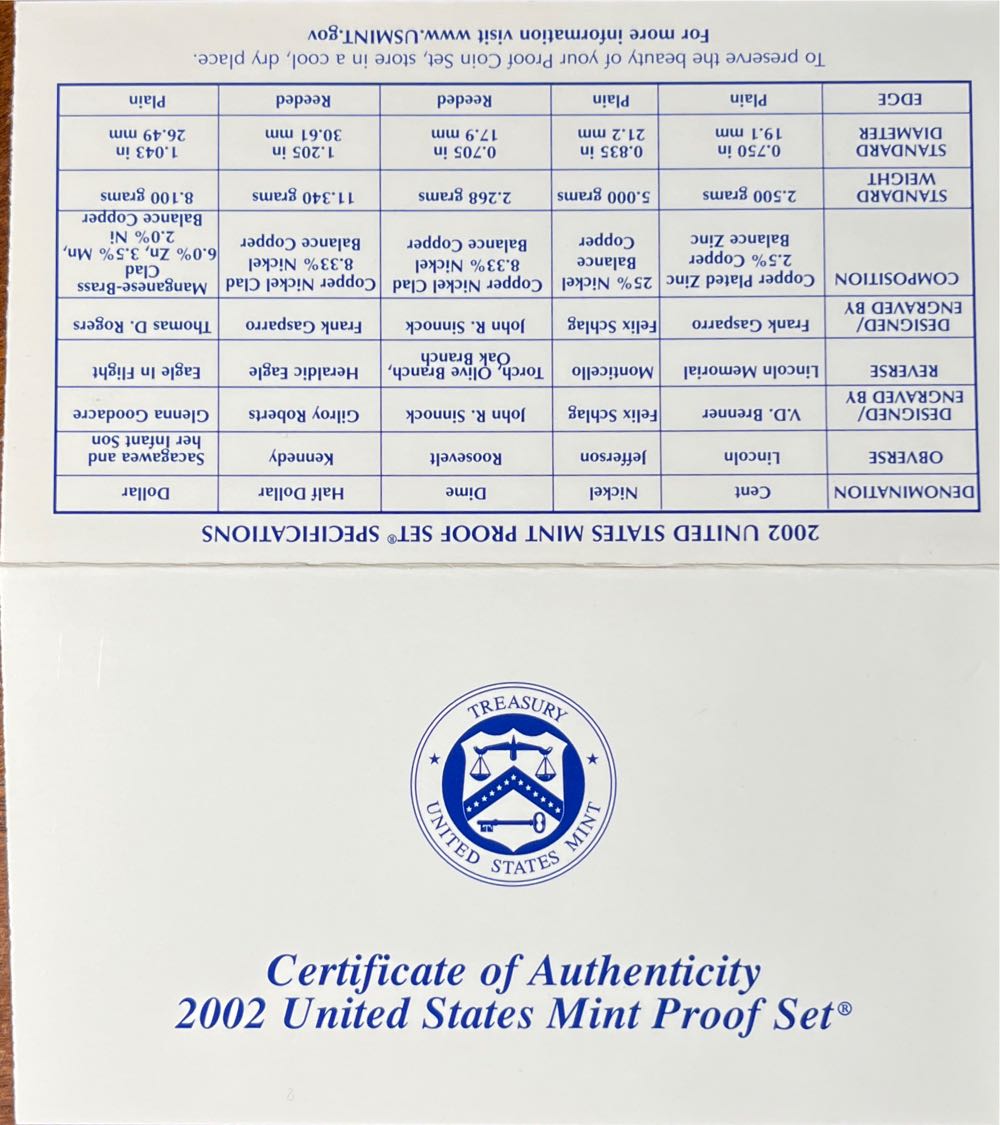 2002 UNITED STATES MINT PROOF SET® SPECIFICATIONS
DENOMINATION Cent Nickel Dime Half Dollar Dollar
OBVERSE Lincoln Jefferson Roosevelt Kennedy Sacagawea and her Infant Son
DESIGNED/ENGRAVED BY V.D. Brenner Felix Schlag John R. Sinnock Gilroy Roberts Glenna Goodacre
REVERSE Lincoln Memorial Monticello Torch, Olive Branch, Oak Branch Heraldic Eagle Eagle In Flight
DESIGNED/ENGRAVED BY Frank Gasparro Felix Schlag John R. Sinnock Frank Gasparro Thomas D. Rogers
COMPOSITION Copper Plated Zinc 2.5% Copper Balance Zinc 25% Nickel Balance Copper Copper Nickel Clad 8.33% Nickel Balance Copper Copper Nickel Clad 8.33% Nickel Balance Copper Manganese-Brass Clad 6.0% Zn, 3.5% Mn, 2.0% Ni Balance Copper
STANDARD WEIGHT 2.500 grams 5.000 grams 2.268 grams 11.340 grams 8.100 grams
STANDARD DIAMETER 0.750 in 19.1 mm 0.835 in 21.2 mm 0.705 in 17.9 mm 1.205 in 30.61 mm 1.043 in 26.49 mm
EDGE Plain Plain Reeded Reeded Plain
To preserve the beauty of your Proof Coin Set, store in a cool, dry place.
For more information visit www.USMINT.gov
TREASURY
UNITED STATES MINT
Certificate of Authenticity
2002 United States Mint Proof Set®